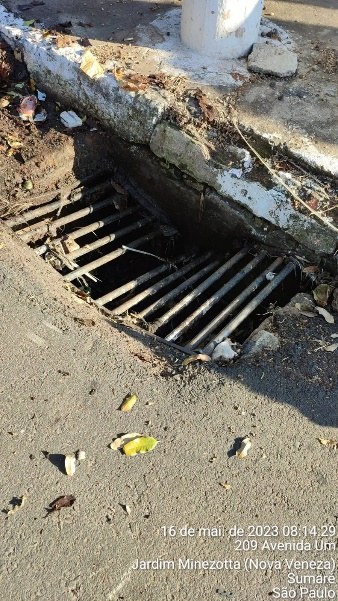 16 de mai. de 2023 08:14:29
209 Avenida Um
Jardim Minezotta (Nova Veneza)
Sumaré
São Paulo